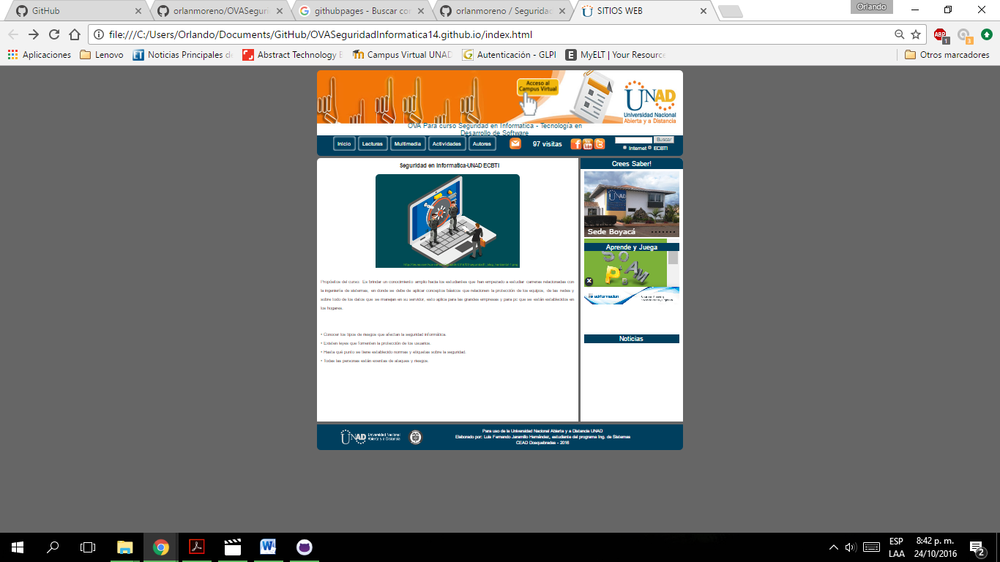 Orlando
GitHub
orlanmoreno/OVASeguri
githubpages - Buscar con
orlanmoreno / Seguridad
SITIOS WEB
file:///C:/Users/Orlando/Documents/GitHub/OVASeguridadInformatica14.github.io/index.html
ABP
1
3
Aplicaciones
Lenovo
ET
Noticias Principales de
Abstract Technology E
Campus Virtual UNAD
Autenticación - GLPI
MyELT | Your Resource
Otros marcadores
Acceso al
Campus Virtual
UNAD
Universidad Nacional
Abierta y a Distancia
OVA Para curso Seguridad en Informatica - Tecnología en
Desarrollo de Software
Inicio
Lecturas
Multimedia
Actividades
Autores
97 visitas
Buscar
Internet
ECBTI
Seguridad en Informatica-UNAD ECBTI
Propósitos del curso: Es brindar un conocimiento amplio hacia los estudiantes que han empezado a estudiar carreras relacionadas con
la ingeniería de sistemas, en donde se debe de aplicar conceptos básicos que relacionen la protección de los equipos, de las redes y
sobre todo de los datos que se manejan en su servidor, esto aplica para las grandes empresas y para pc que se están establecidos en
los hogares.
• Conocer los tipos de riesgos que afectan la seguridad informática.
• Existen leyes que fomenten la protección de los usuarios.
• Hasta qué punto se tiene establecido normas y etiquetas sobre la seguridad.
• Todas las personas están exentas de ataques y riesgos.
Crees Saber!
UNAD
Sede Boyacá
Aprende y Juega
Noticias
UNAD
Universidad Nacional
Abierta y a Distancia
Para uso de la Universidad Nacional Abierta y a Distancia UNAD
Elaborado por: Luis Fernando Jaramillo Hernández, estudiante del programa Ing. de Sistemas
CEAD Dosquebradas - 2016
ESP
LAA
8:42 p. m.
24/10/2016
2